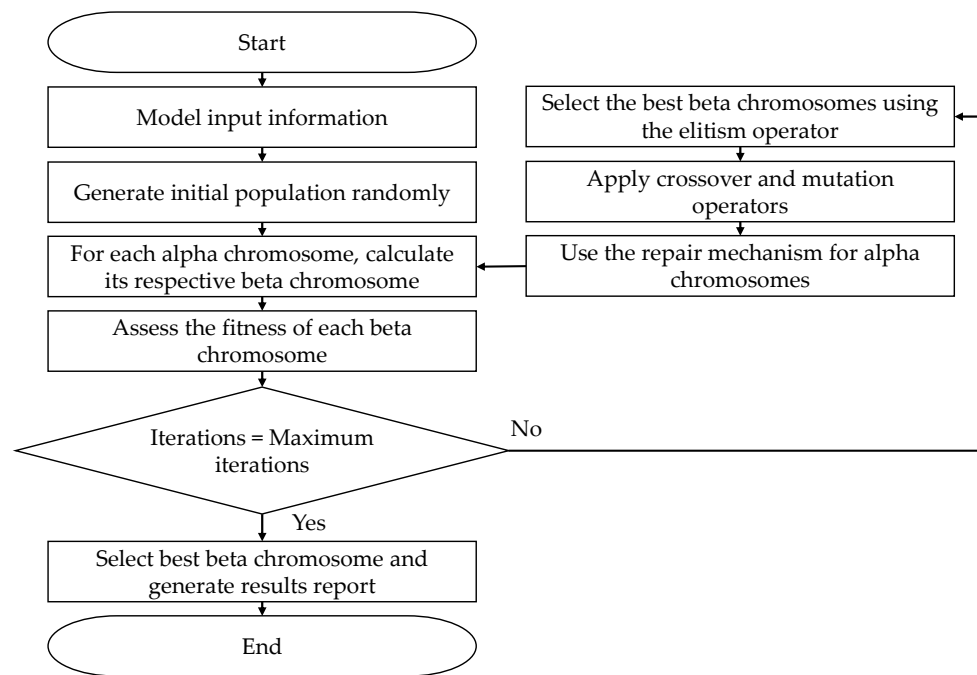 Start
Model input information
Generate initial population randomly
For each alpha chromosome, calculate
its respective beta chromosome
Assess the fitness of each beta
chromosome
Iterations = Maximum
iterations
No
Yes
Select best beta chromosome and
generate results report
End
Select the best beta chromosomes using
the elitism operator
Apply crossover and mutation
operators
Use the repair mechanism for alpha
chromosomes